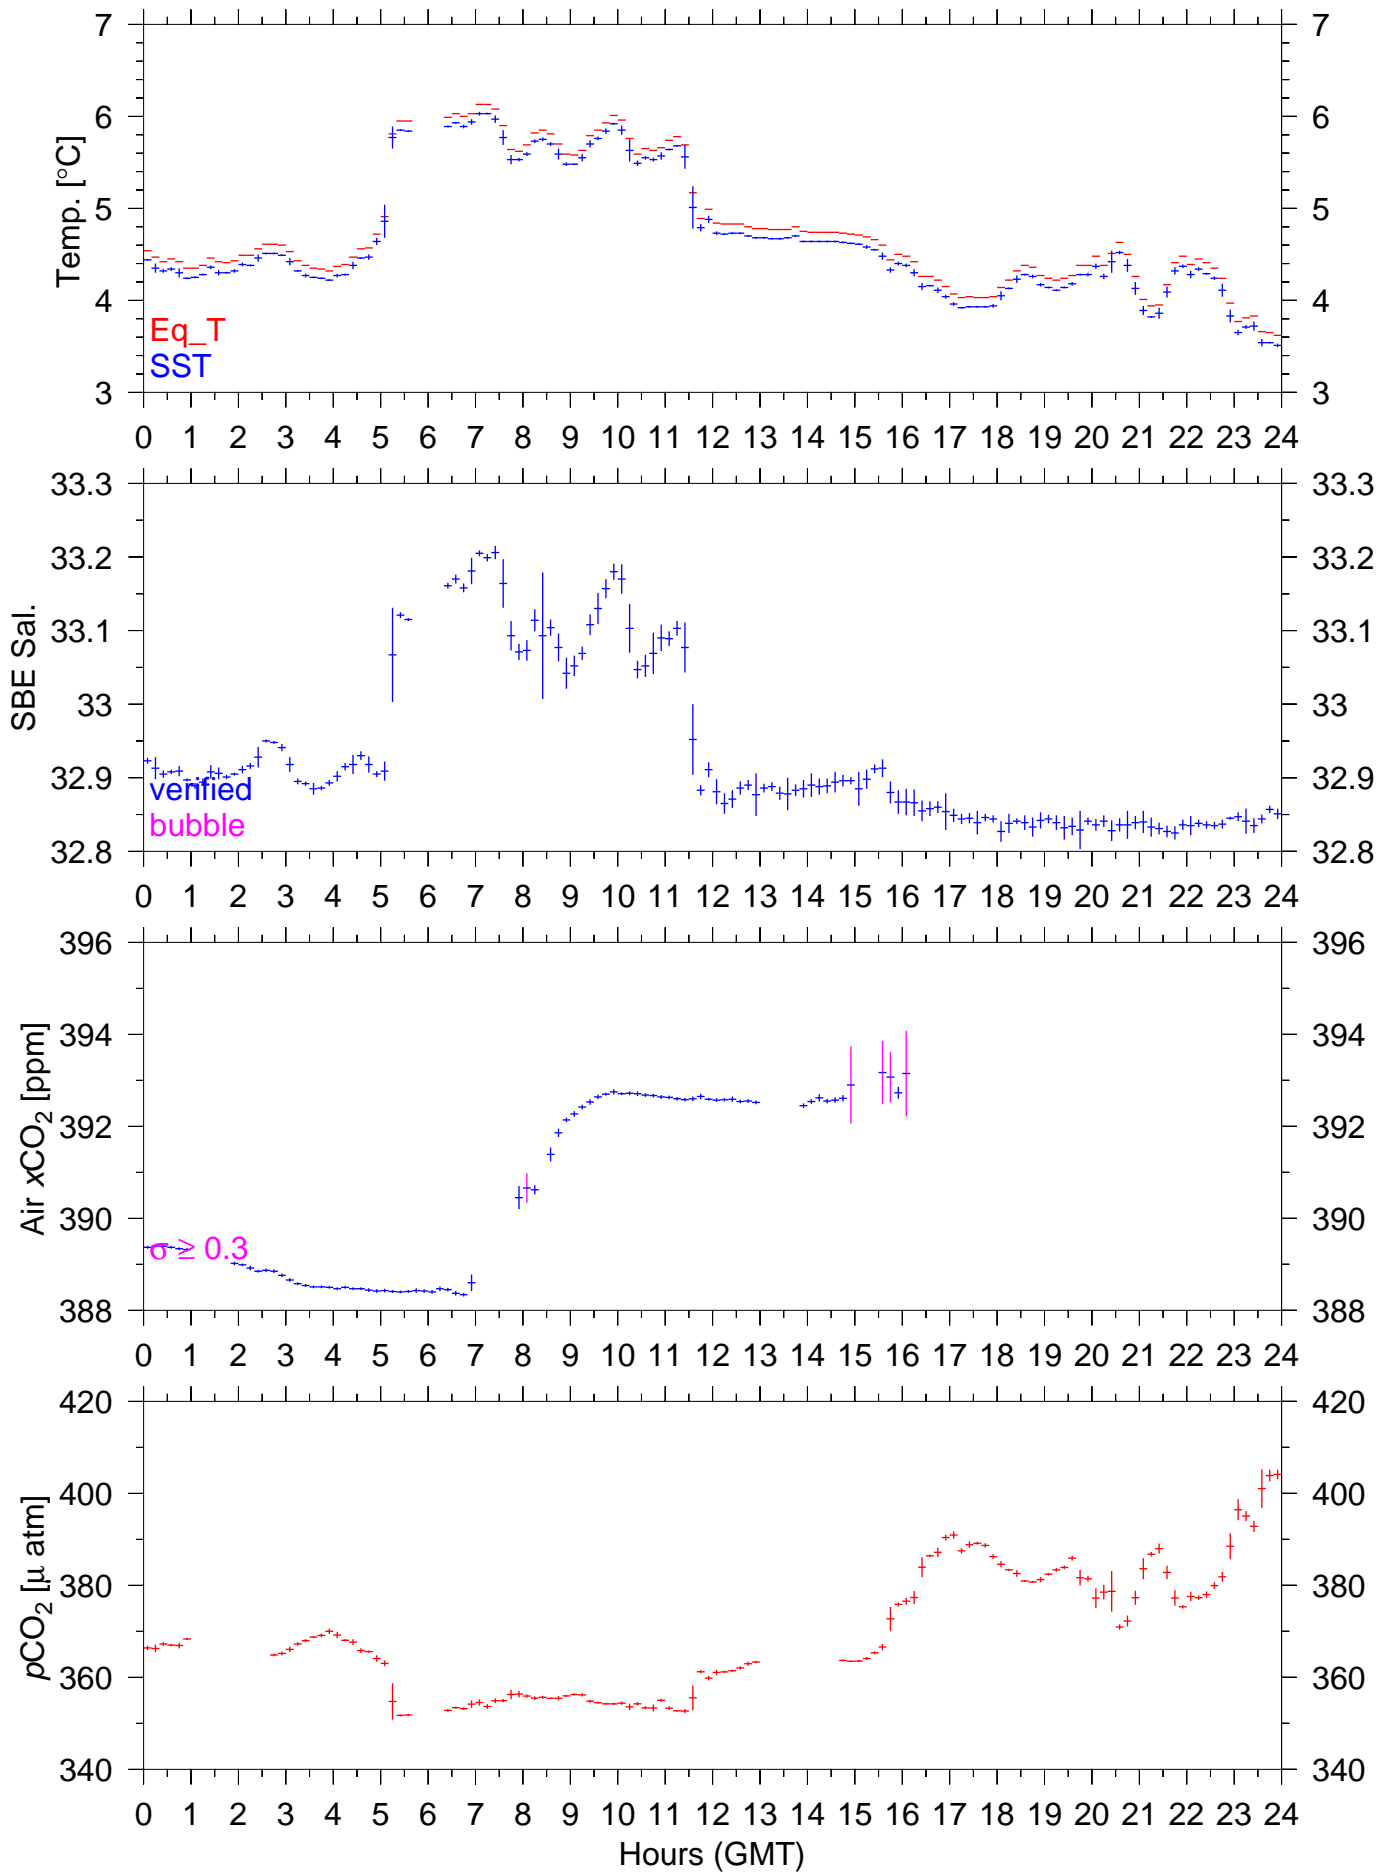 7 7
6 6
5 5
4 4
3 3
Temp. [°C]
Eq_T
SST
0 1 2 3 4 5 6 7 8 9 10 11 12 13 14 15 16 17 18 19 20 21 22 23 24
33.3 33.3
33.2 33.2
33.1 33.1
33 33
32.9 32.9
32.8 32.8
SBE Sal.
verified
bubble
0 1 2 3 4 5 6 7 8 9 10 11 12 13 14 15 16 17 18 19 20 21 22 23 24
396 396
394 394
392 392
390 390
388 388
Air xCO₂ [ppm]
σ ≥ 0.3
0 1 2 3 4 5 6 7 8 9 10 11 12 13 14 15 16 17 18 19 20 21 22 23 24
420 420
400 400
380 380
360 360
340 340
pCO₂ [μ atm]
0 1 2 3 4 5 6 7 8 9 10 11 12 13 14 15 16 17 18 19 20 21 22 23 24
Hours (GMT)